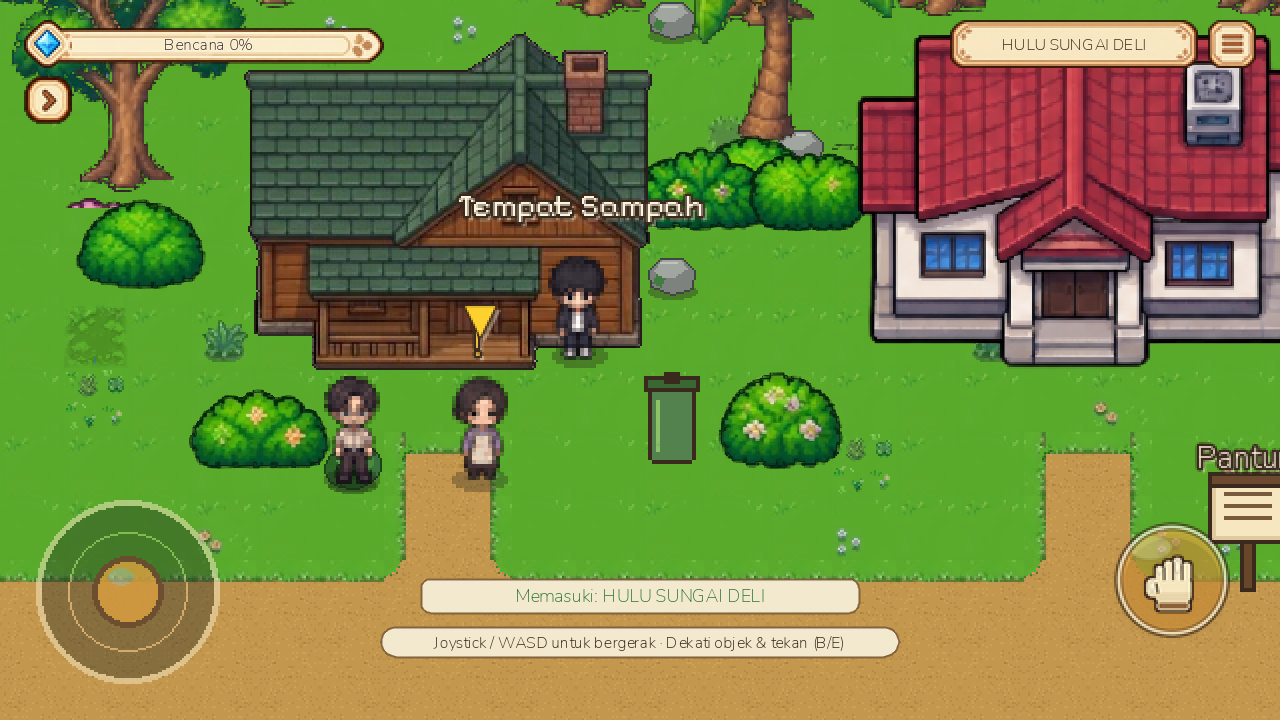 Bencana 0%
HULU SUNGAI DELI
Tempat Sampah
Memasuki: HULU SUNGAI DELI
Joystick / WASD untuk bergerak · Dekati objek & tekan (B/E)